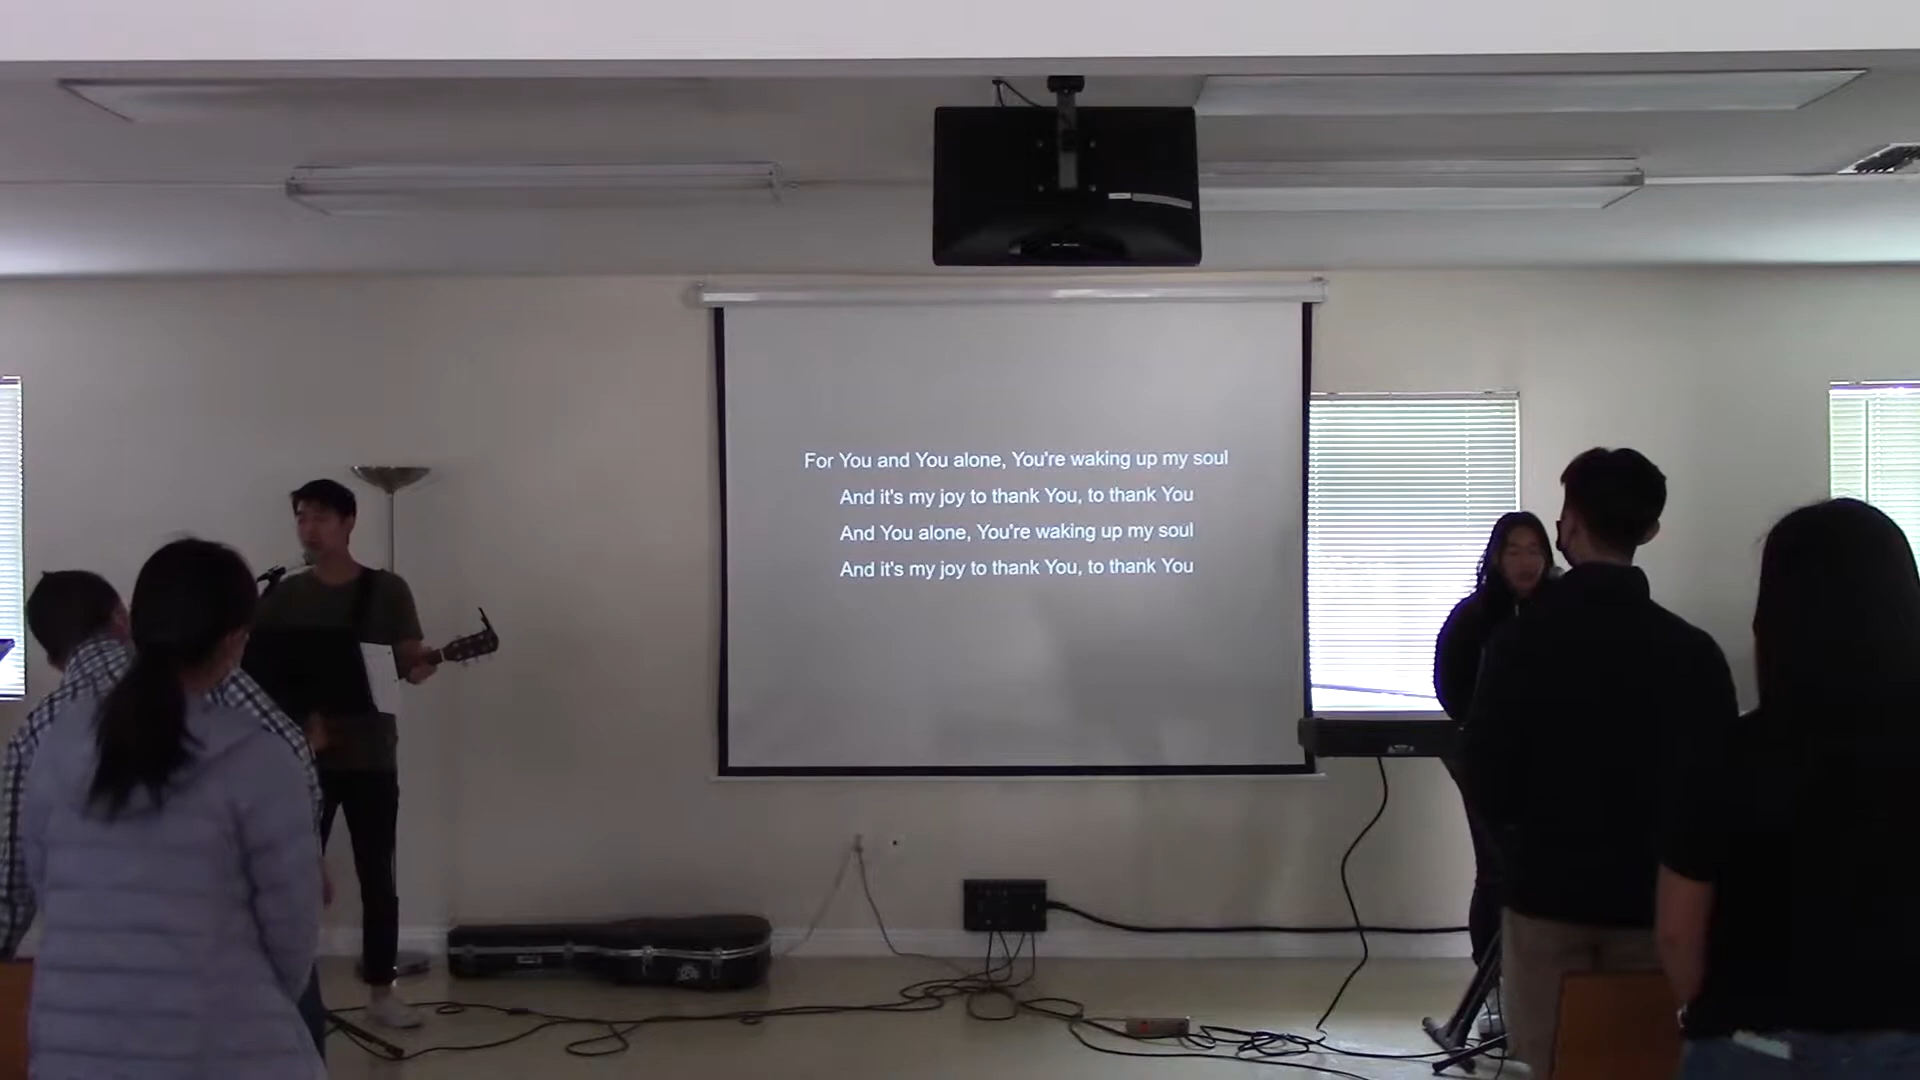 For You and You alone, You're waking up my soul
And it's my joy to thank You, to thank You
And You alone, You're waking up my soul
And it's my joy to thank You, to thank You